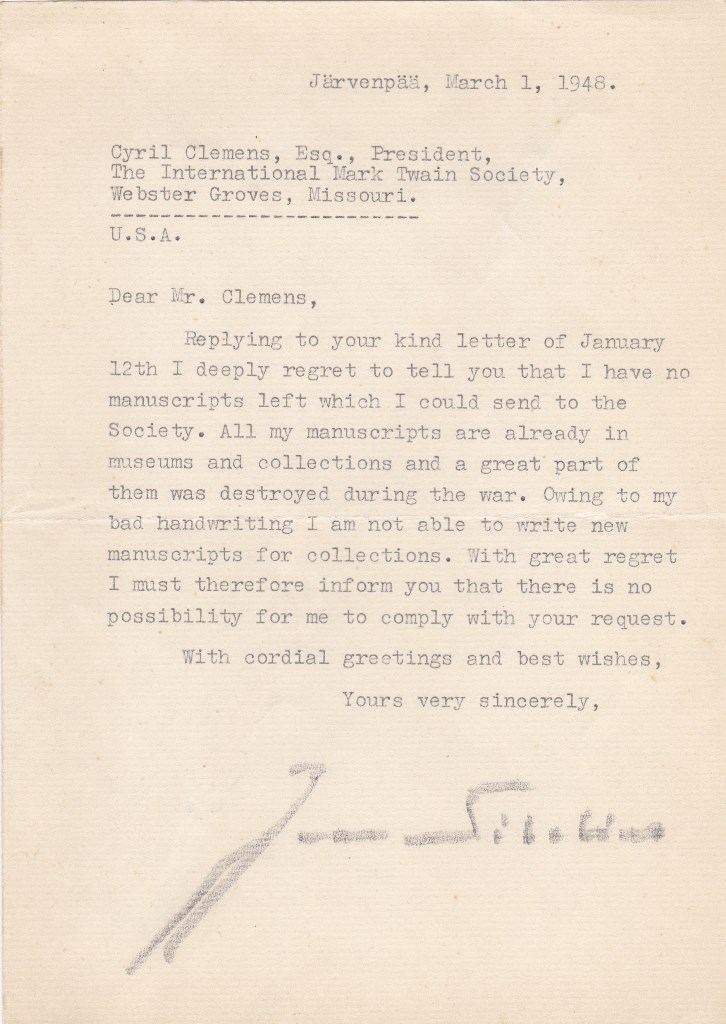 Järvenpää, March 1, 1948.
Cyril Clemens, Esq., President,
The International Mark Twain Society,
Webster Groves, Missouri.
-------------------------
U.S.A.
Dear Mr. Clemens,
Replying to your kind letter of January
12th I deeply regret to tell you that I have no
manuscripts left which I could send to the
Society. All my manuscripts are already in
museums and collections and a great part of
them was destroyed during the war. Owing to my
bad handwriting I am not able to write new
manuscripts for collections. With great regret
I must therefore inform you that there is no
possibility for me to comply with your request.
With cordial greetings and best wishes,
Yours very sincerely,
Jean Sibelius